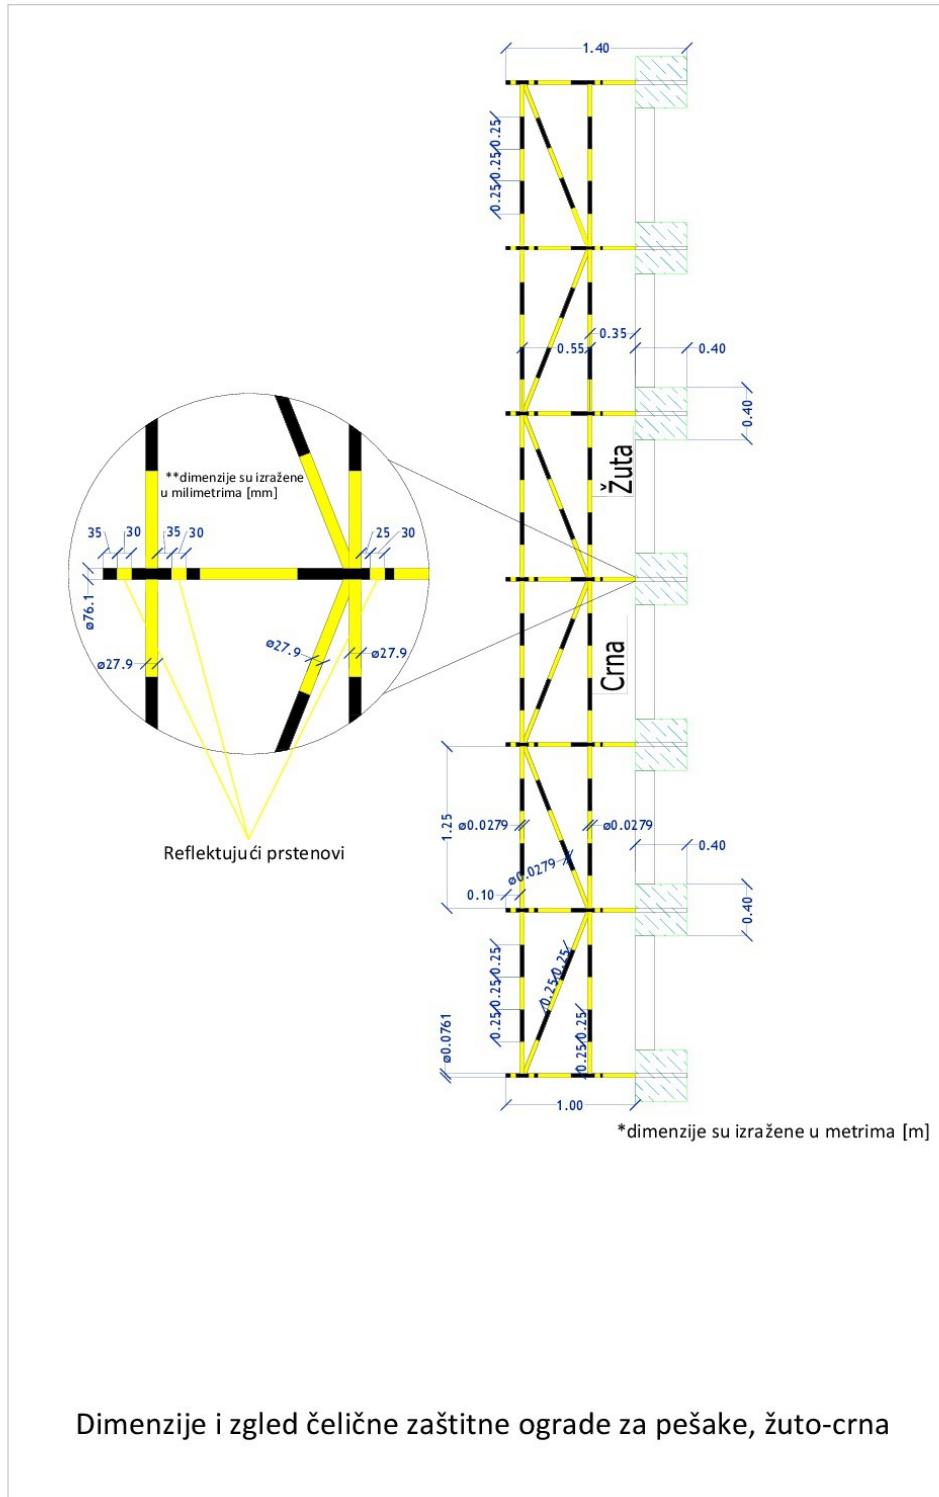 1.40
0.25
0.25
0.25
0.35
0.55
0.40
0.40
Žuta
**dimenzije su izražene
u milimetrima [mm]
35
30
35
30
25
30
ø76.1
ø27.9
ø27.9
ø27.9
Crna
Reflektujući prstenovi
1.25
ø0.0279
ø0.0279
ø0.0279
0.40
0.10
0.40
0.25
0.25
0.25
0.25
0.25
0.25
0.25
ø0.0761
1.00
*dimenzije su izražene u metrima [m]
Dimenzije i zgled čelične zaštitne ograde za pešake, žuto-crna